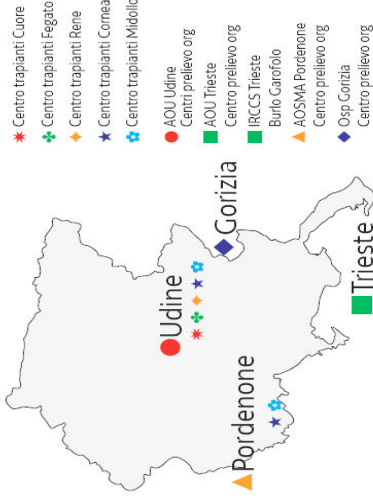 Centro trapianti Cuore
Centro trapianti Fegato
Centro trapianti Rene
Centro trapianti Cornea
Centro trapianti Midollo
AOU Udine
Centri prelievo org
AOU Trieste
Centro prelievo org
IRCCS Trieste
Burlo Garofolo
AOSMA Pordenone
Centro prelievo org
Osp Gorizia
Centro prelievo org
Udine
Gorizia
Pordenone
Trieste